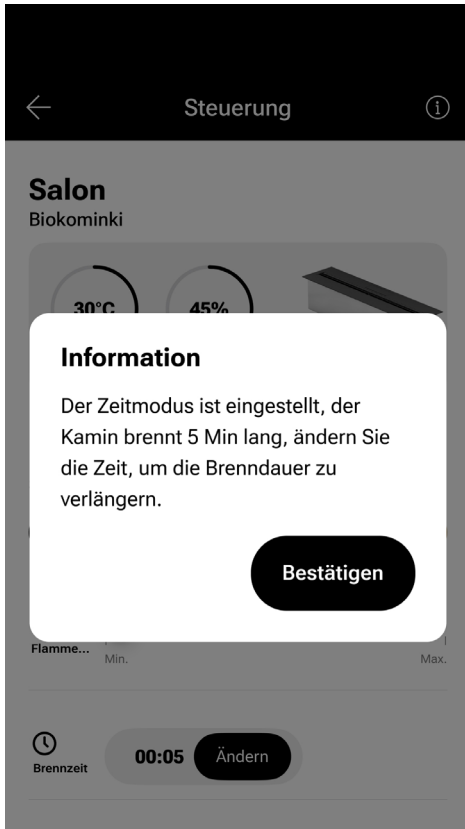 Steuerung
Salon
Biokominki
30°C
45%
Information
Der Zeitmodus ist eingestellt, der
Kamin brennt 5 Min lang, ändern Sie
die Zeit, um die Brenndauer zu
verlängern.
Bestätigen
Flamme...
Min.
Max.
00:05
Ändern
Brennzeit